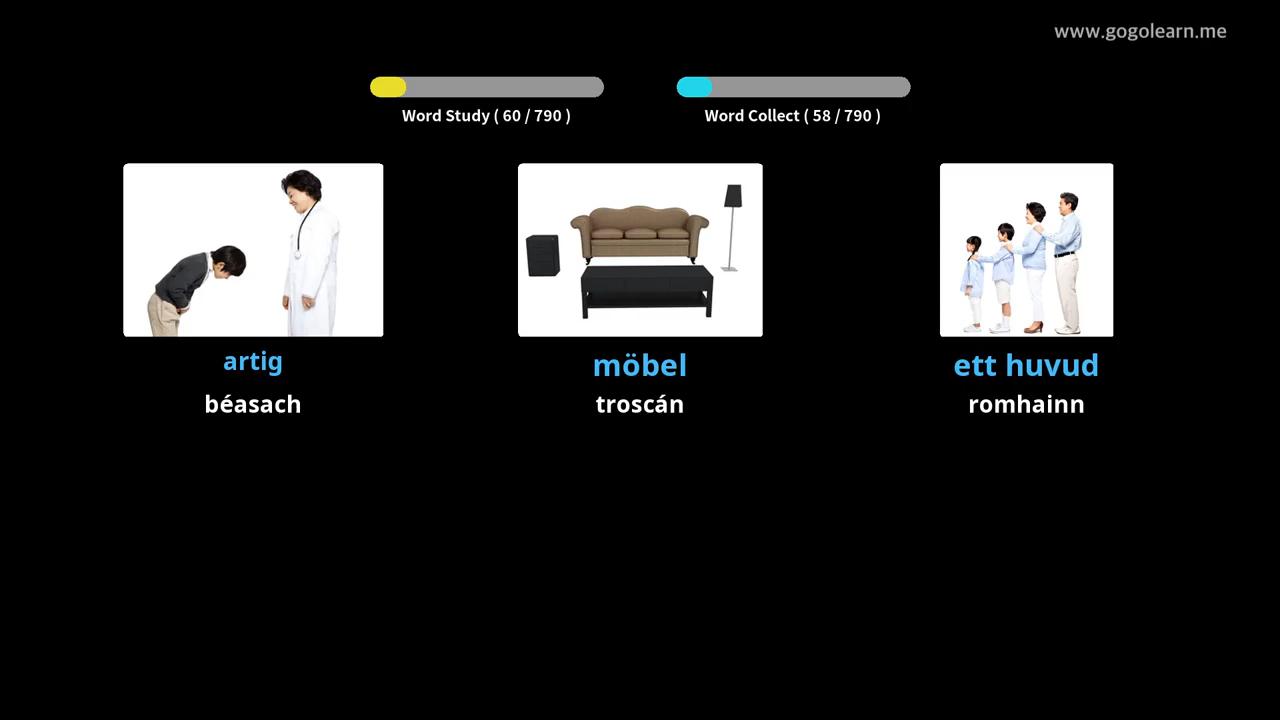 www.gogolearn.me
Word Study ( 60 / 790 )
Word Collect ( 58 / 790 )
artig
béasach
möbel
troscán
ett huvud
romhainn